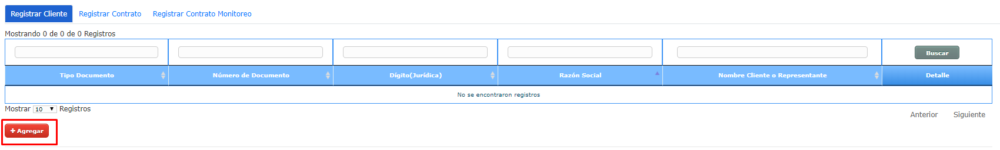 Registrar Cliente Registrar Contrato Registrar Contrato Monitoreo
Mostrando 0 de 0 de 0 Registros
Buscar
Tipo Documento Número de Documento Dígito(Jurídica) Razón Social Nombre Cliente o Representante Detalle
No se encontraron registros
Mostrar 10 Registros
Anterior Siguiente
+ Agregar